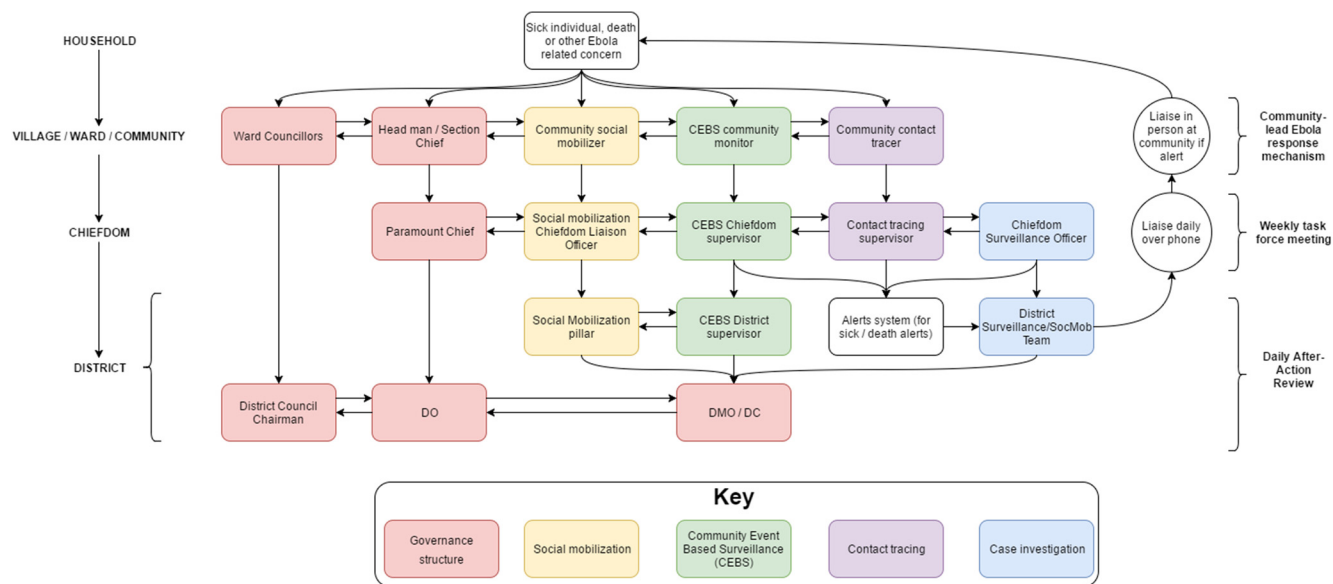 HOUSEHOLD
Sick individual, death
or other Ebola
related concern
VILLAGE / WARD / COMMUNITY
Ward Councillors
Head man / Section
Chief
Community social
mobilizer
CEBS community
monitor
Community contact
tracer
Liaise in
person at
community if
alert
Community-
lead Ebola
response
mechanism
CHIEFDOM
Paramount Chief
Social mobilization
Chiefdom Liaison
Officer
CEBS Chiefdom
supervisor
Contact tracing
supervisor
Chiefdom
Surveillance Officer
Liaise daily
over phone
Weekly task
force meeting
DISTRICT
Social Mobilization
pillar
CEBS District
supervisor
Alerts system (for
sick / death alerts)
District
Surveillance/SocMob
Team
Daily After-
Action
Review
District Council
Chairman
DO
DMO / DC
Key
Governance
structure
Social mobilization
Community Event
Based Surveillance
(CEBS)
Contact tracing
Case investigation